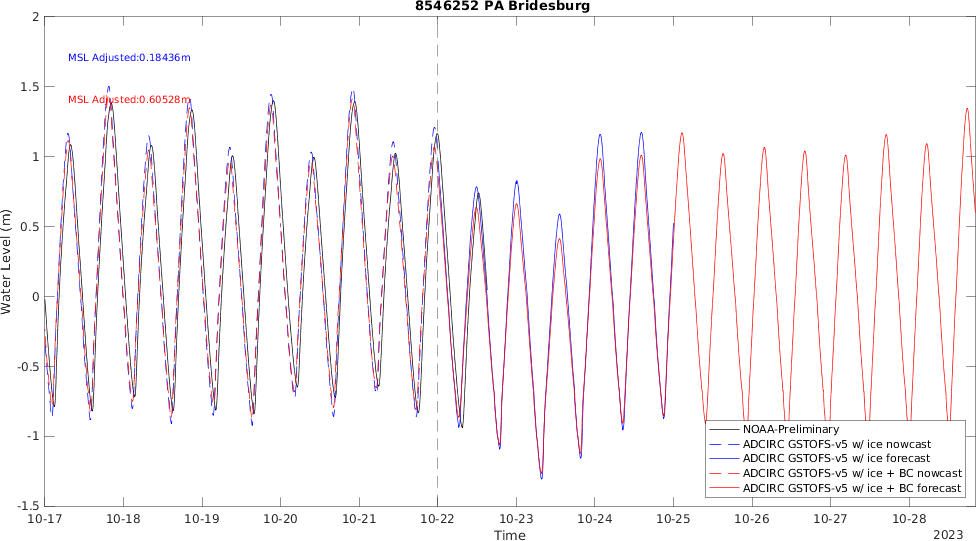 8546252 PA Bridesburg
2
1.5
1
0.5
0
-0.5
-1
-1.5
Water Level (m)
MSL Adjusted:0.18436m
MSL Adjusted:0.60528m
NOAA-Preliminary
ADCIRC GSTOFS-v5 w/ ice nowcast
ADCIRC GSTOFS-v5 w/ ice forecast
ADCIRC GSTOFS-v5 w/ ice + BC nowcast
ADCIRC GSTOFS-v5 w/ ice + BC forecast
10-17 10-18 10-19 10-20 10-21 10-22 10-23 10-24 10-25 10-26 10-27 10-28
Time
2023